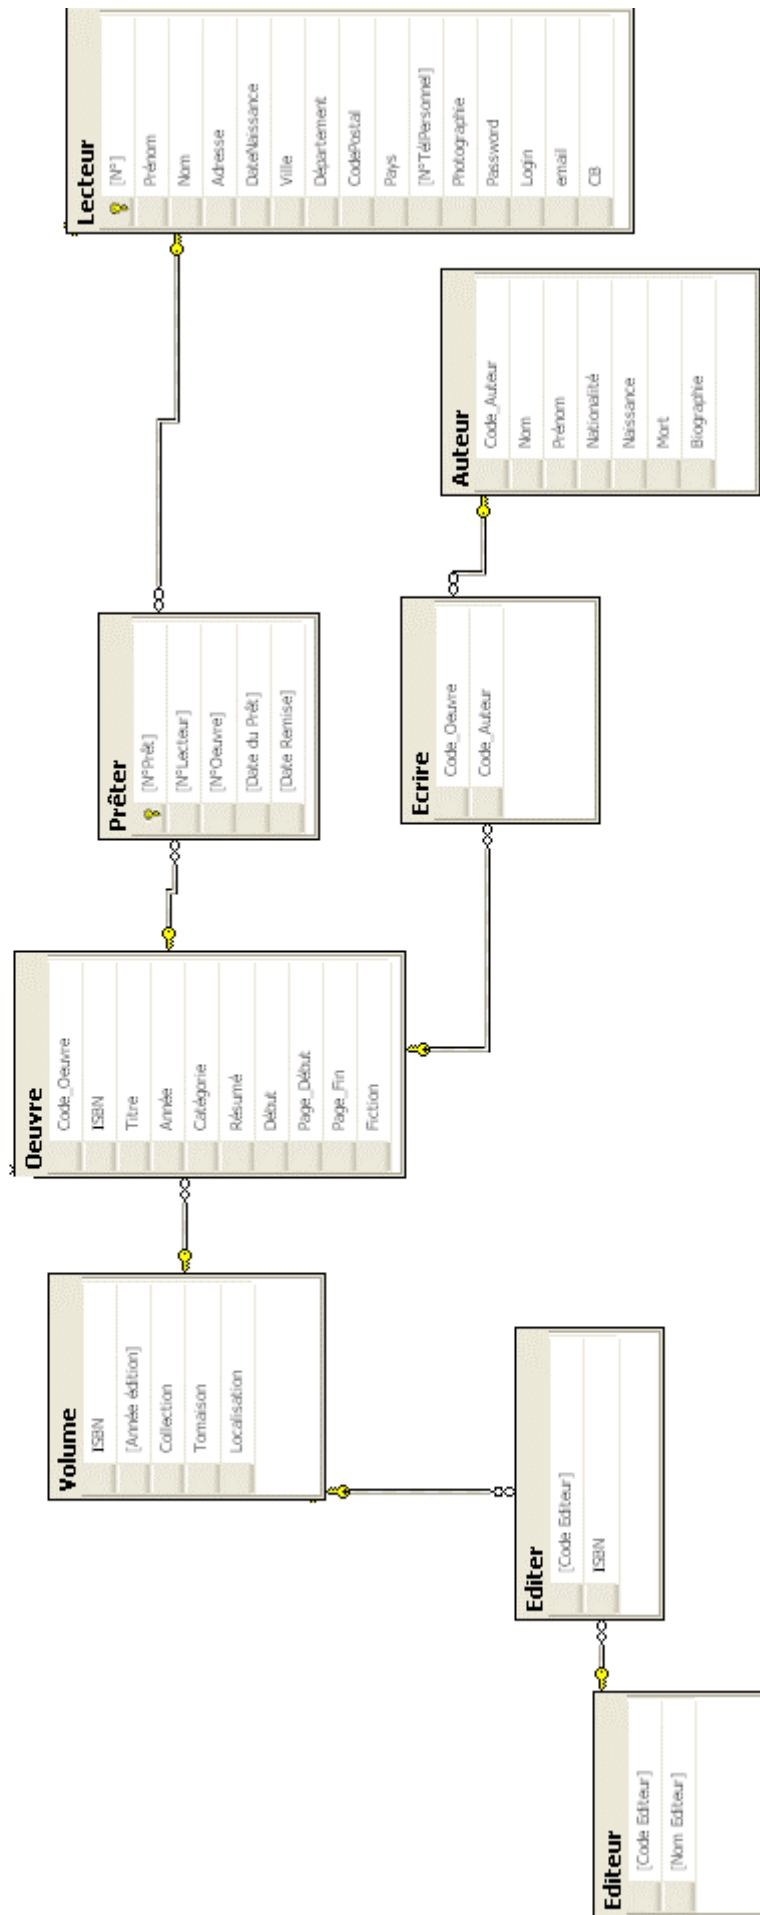 Lecteur
[N°]
Prénom
Nom
Adresse
DateNaissance
Ville
Département
CodePostal
Pays
[N°TélPersonnel]
Photographie
Password
Login
email
CB
Auteur
Code_Auteur
Nom
Prénom
Nationalité
Naissance
Mort
Biographie
Prêter
[N°Prêt]
[N°Lecteur]
[N°Oeuvre]
[Date du Prêt]
[Date Remise]
Ecrire
Code_Oeuvre
Code_Auteur
Oeuvre
Code_Oeuvre
ISBN
Titre
Année
Catégorie
Résumé
Début
Page_Début
Page_Fin
Fiction
Volume
ISBN
[Année édition]
Collection
Tomaison
Localisation
Editer
[Code Editeur]
ISBN
Editeur
[Code Editeur]
[Nom Editeur]